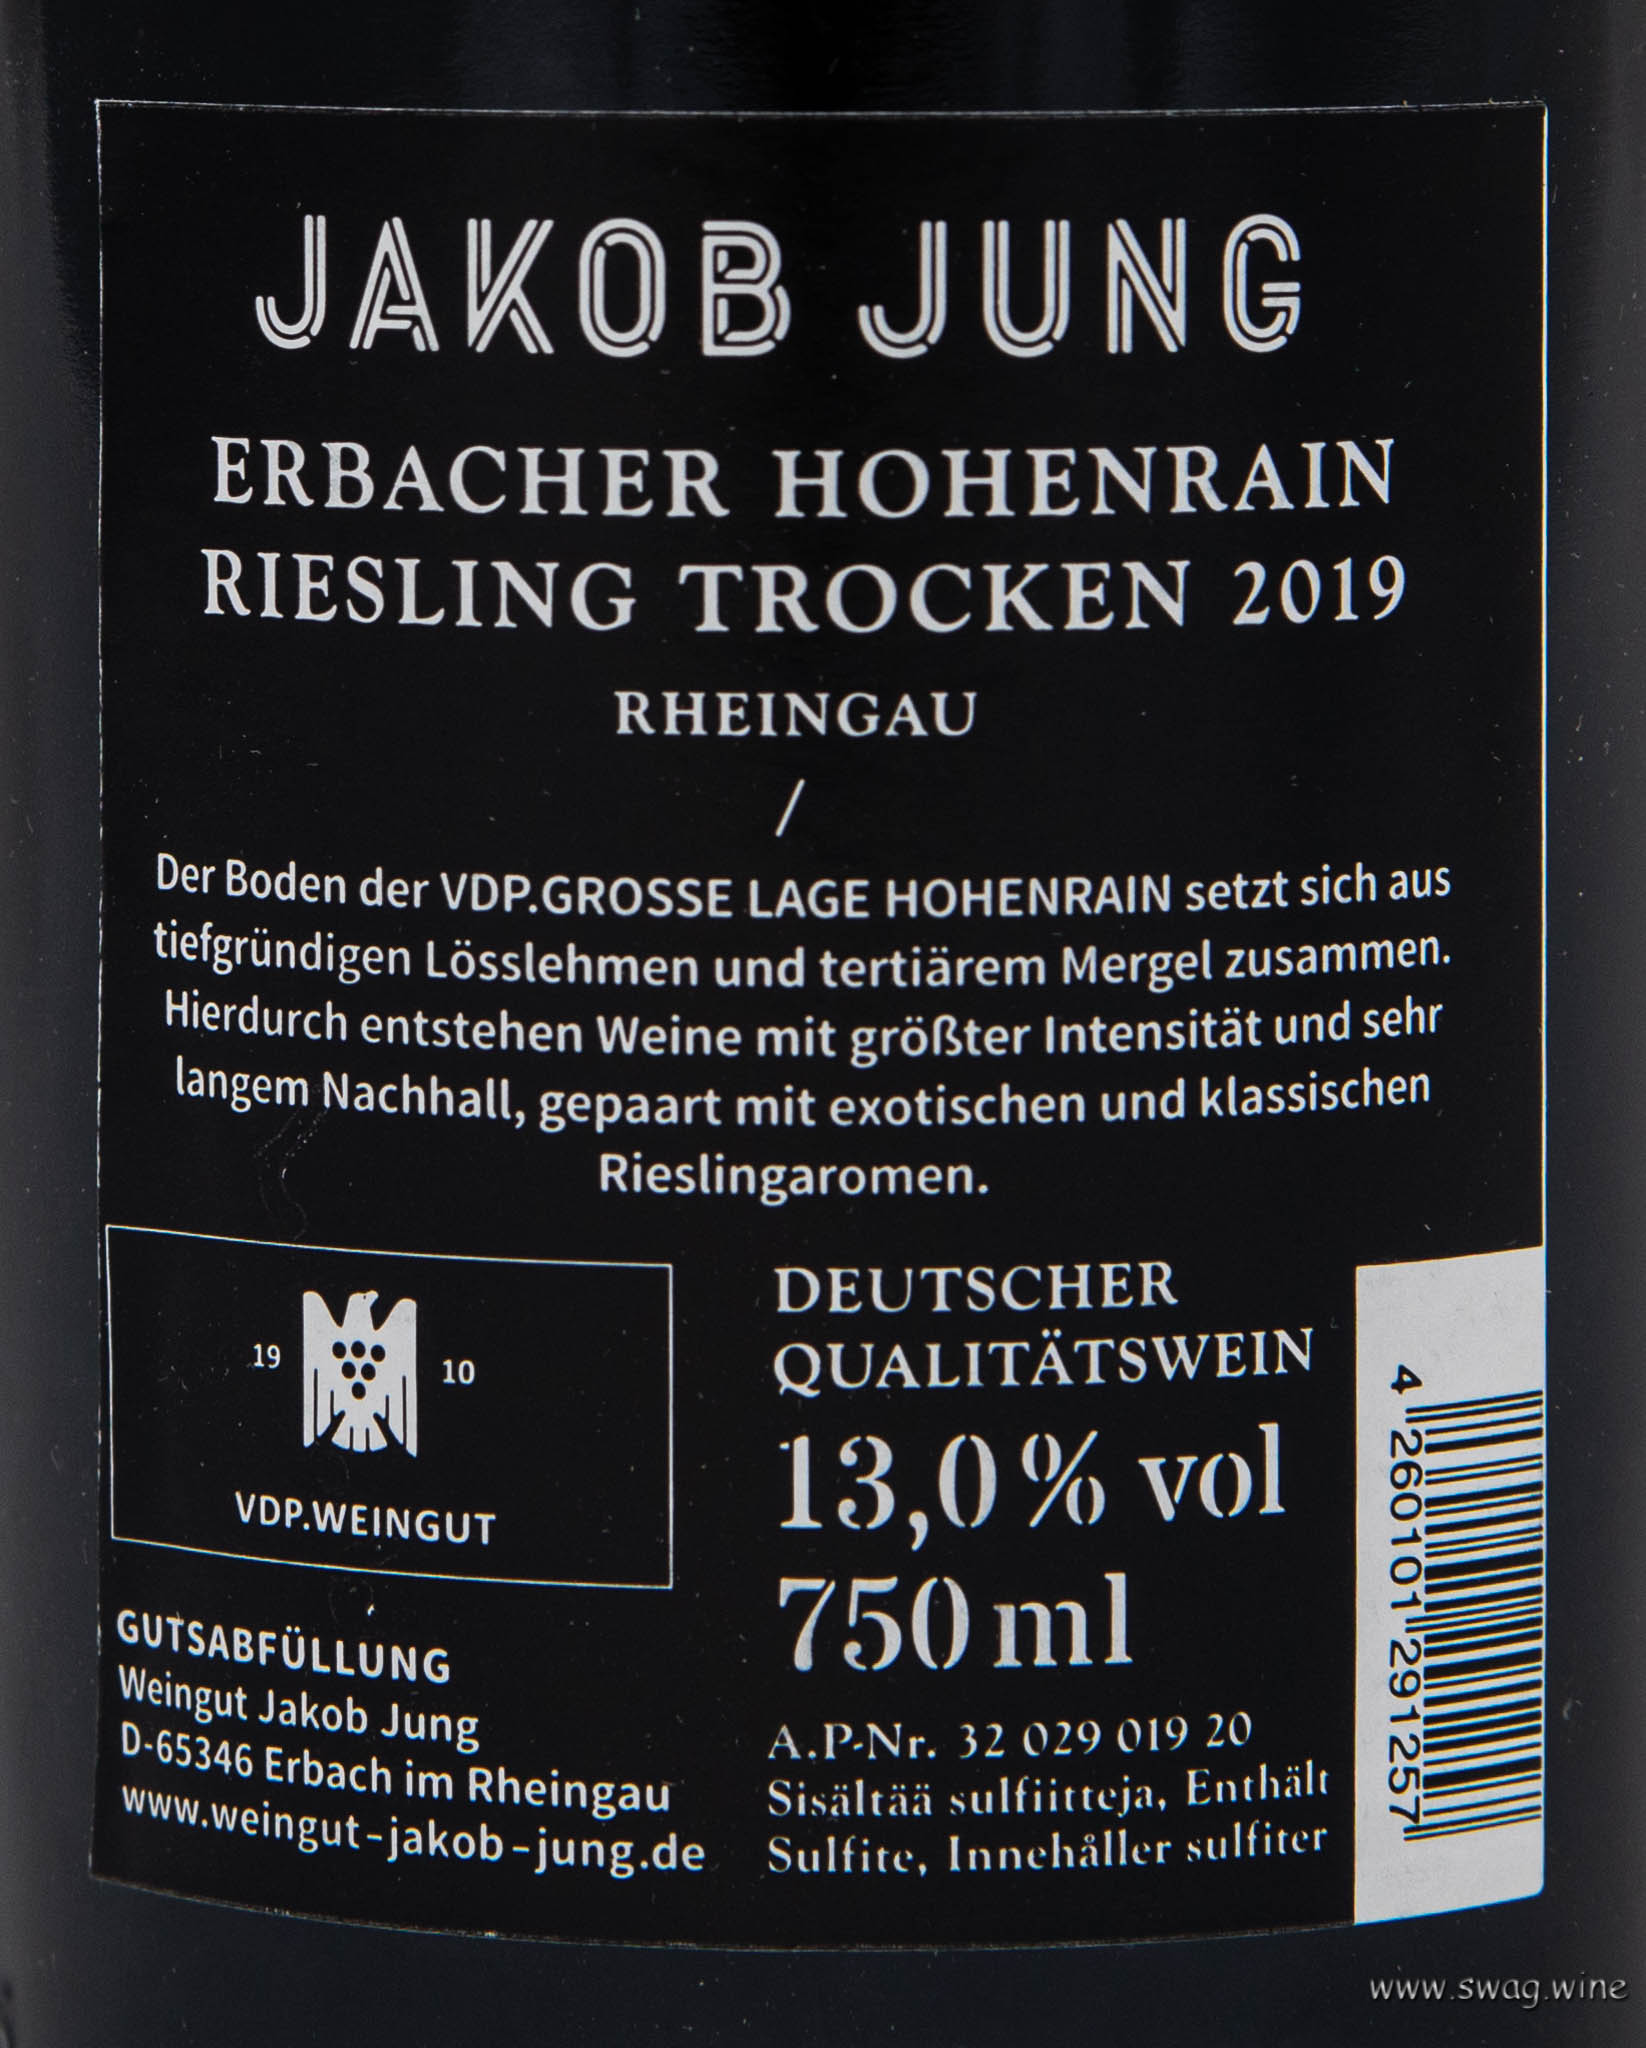 JAKOB JUNG
ERBACHER HOHENRAIN
RIESLING TROCKEN 2019
RHEINGAU
/
Der Boden der VDP.GROSSE LAGE HOHENRAIN setzt sich aus
tiefgründigen Lösslehmen und tertiärem Mergel zusammen.
Hierdurch entstehen Weine mit größter Intensität und sehr
langem Nachhall, gepaart mit exotischen und klassischen
Rieslingaromen.
19 10
VDP.WEINGUT
GUTSABFÜLLUNG
Weingut Jakob Jung
D-65346 Erbach im Rheingau
www.weingut-jakob-jung.de
DEUTSCHER
QUALITÄTSWEIN
13,0 % vol
750 ml
A.P-Nr. 32 029 019 20
Sisältää sulfiitteja, Enthält
Sulfite, Innehåller sulfiter
4 260101 291257
www.swag.wine